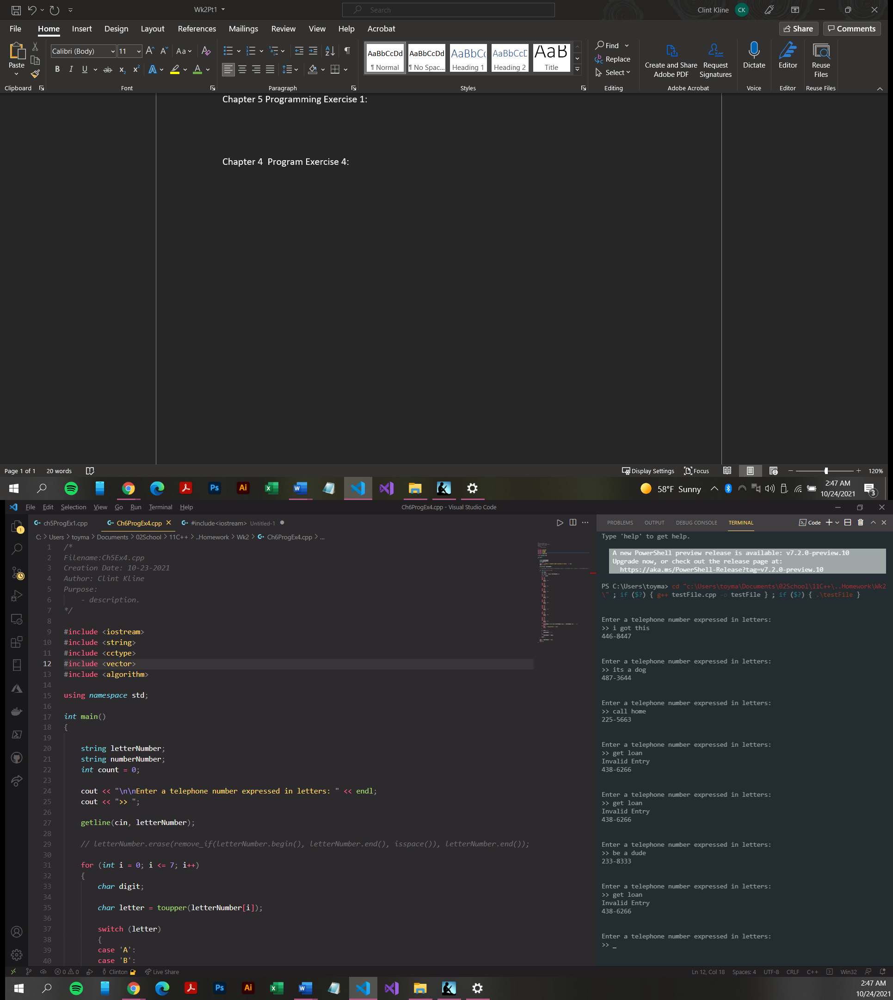 Wk2Pt1
Search
Clint Kline CK
File Home Insert Design Layout References Mailings Review View Help Acrobat
Share Comments
Paste
Calibri (Body) 11
Aa
AaBbCcDd AaBbCcDd AaBbC AaBbCcD AaB
¶ Normal ¶ No Spac... Heading 1 Heading 2 Title
Find
Replace
Select
Create and Share Adobe PDF
Request Signatures
Dictate
Editor
Reuse Files
Clipboard Font Paragraph Styles Editing Adobe Acrobat Voice Editor Reuse Files
Chapter 5 Programming Exercise 1:
Chapter 4  Program Exercise 4:
Page 1 of 1 20 words
Display Settings Focus 120%
Ps Ai
58°F Sunny
2:47 AM
10/24/2021
3
File Edit Selection View Go Run Terminal Help
Ch6ProgEx4.cpp - Visual Studio Code
ch5ProgEx1.cpp Ch6ProgEx4.cpp #include<iostream> Untitled-1
C: > Users > toyma > Documents > 02School > 11C++ > ..Homework > Wk2 > Ch6ProgEx4.cpp > ...
1 /*
2 Filename:Ch5Ex4.cpp
3 Creation Date: 10-23-2021
4 Author: Clint Kline
5 Purpose:
6     - description.
7 */
8
9 #include <iostream>
10 #include <string>
11 #include <cctype>
12 #include <vector>
13 #include <algorithm>
14
15 using namespace std;
16
17 int main()
18 {
19
20     string letterNumber;
21     string numberNumber;
22     int count = 0;
23
24     cout << "\n\nEnter a telephone number expressed in letters: " << endl;
25     cout << ">> ";
26
27     getline(cin, letterNumber);
28
29     // letterNumber.erase(remove_if(letterNumber.begin(), letterNumber.end(), isspace()), letterNumber.end());
30
31     for (int i = 0; i <= 7; i++)
32     {
33         char digit;
34
35         char letter = toupper(letterNumber[i]);
36
37         switch (letter)
38         {
39         case 'A':
40         case 'B':
PROBLEMS OUTPUT DEBUG CONSOLE TERMINAL Code
Type 'help' to get help.
A new PowerShell preview release is available: v7.2.0-preview.10
Upgrade now, or check out the release page at:
https://aka.ms/PowerShell-Release?tag=v7.2.0-preview.10
PS C:\Users\toyma> cd "c:\Users\toyma\Documents\02School\11C++\..Homework\Wk2
\" ; if ($?) { g++ testFile.cpp -o testFile } ; if ($?) { .\testFile }
Enter a telephone number expressed in letters:
>> i got this
446-8447
Enter a telephone number expressed in letters:
>> its a dog
487-3644
Enter a telephone number expressed in letters:
>> call home
225-5663
Enter a telephone number expressed in letters:
>> get loan
Invalid Entry
438-6266
Enter a telephone number expressed in letters:
>> get loan
Invalid Entry
438-6266
Enter a telephone number expressed in letters:
>> be a dude
233-8333
Enter a telephone number expressed in letters:
>> get loan
Invalid Entry
438-6266
Enter a telephone number expressed in letters:
>> _
0 0 Clinton Live Share
Ln 12, Col 18 Spaces: 4 UTF-8 CRLF C++ Win32
Ps Ai
2:47 AM
10/24/2021